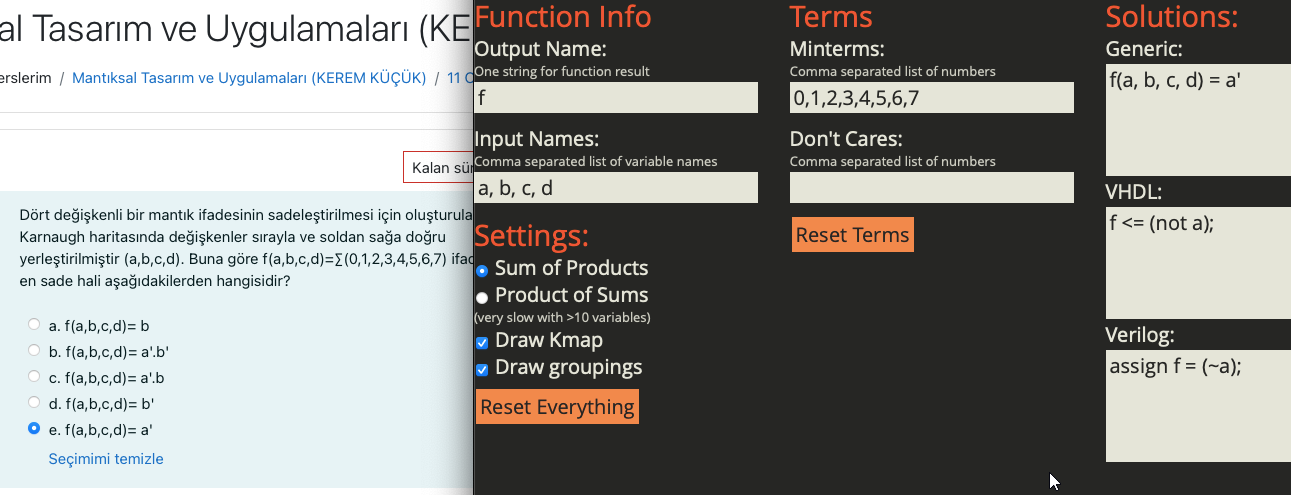 al Tasarım ve Uygulamaları (KE
erslerim / Mantıksal Tasarım ve Uygulamaları (KEREM KÜÇÜK) / 11 O
Kalan sür
Dört değişkenli bir mantık ifadesinin sadeleştirilmesi için oluşturula
Karnaugh haritasında değişkenler sırayla ve soldan sağa doğru
yerleştirilmiştir (a,b,c,d). Buna göre f(a,b,c,d)=∑(0,1,2,3,4,5,6,7) ifad
en sade hali aşağıdakilerden hangisidir?
a. f(a,b,c,d)= b
b. f(a,b,c,d)= a'.b'
c. f(a,b,c,d)= a'.b
d. f(a,b,c,d)= b'
e. f(a,b,c,d)= a'
Seçimimi temizle
Function Info
Output Name:
One string for function result
f
Input Names:
Comma separated list of variable names
a, b, c, d
Settings:
Sum of Products
Product of Sums
(very slow with >10 variables)
Draw Kmap
Draw groupings
Reset Everything
Terms
Minterms:
Comma separated list of numbers
0,1,2,3,4,5,6,7
Don't Cares:
Comma separated list of numbers
Reset Terms
Solutions:
Generic:
f(a, b, c, d) = a'
VHDL:
f <= (not a);
Verilog:
assign f = (~a);